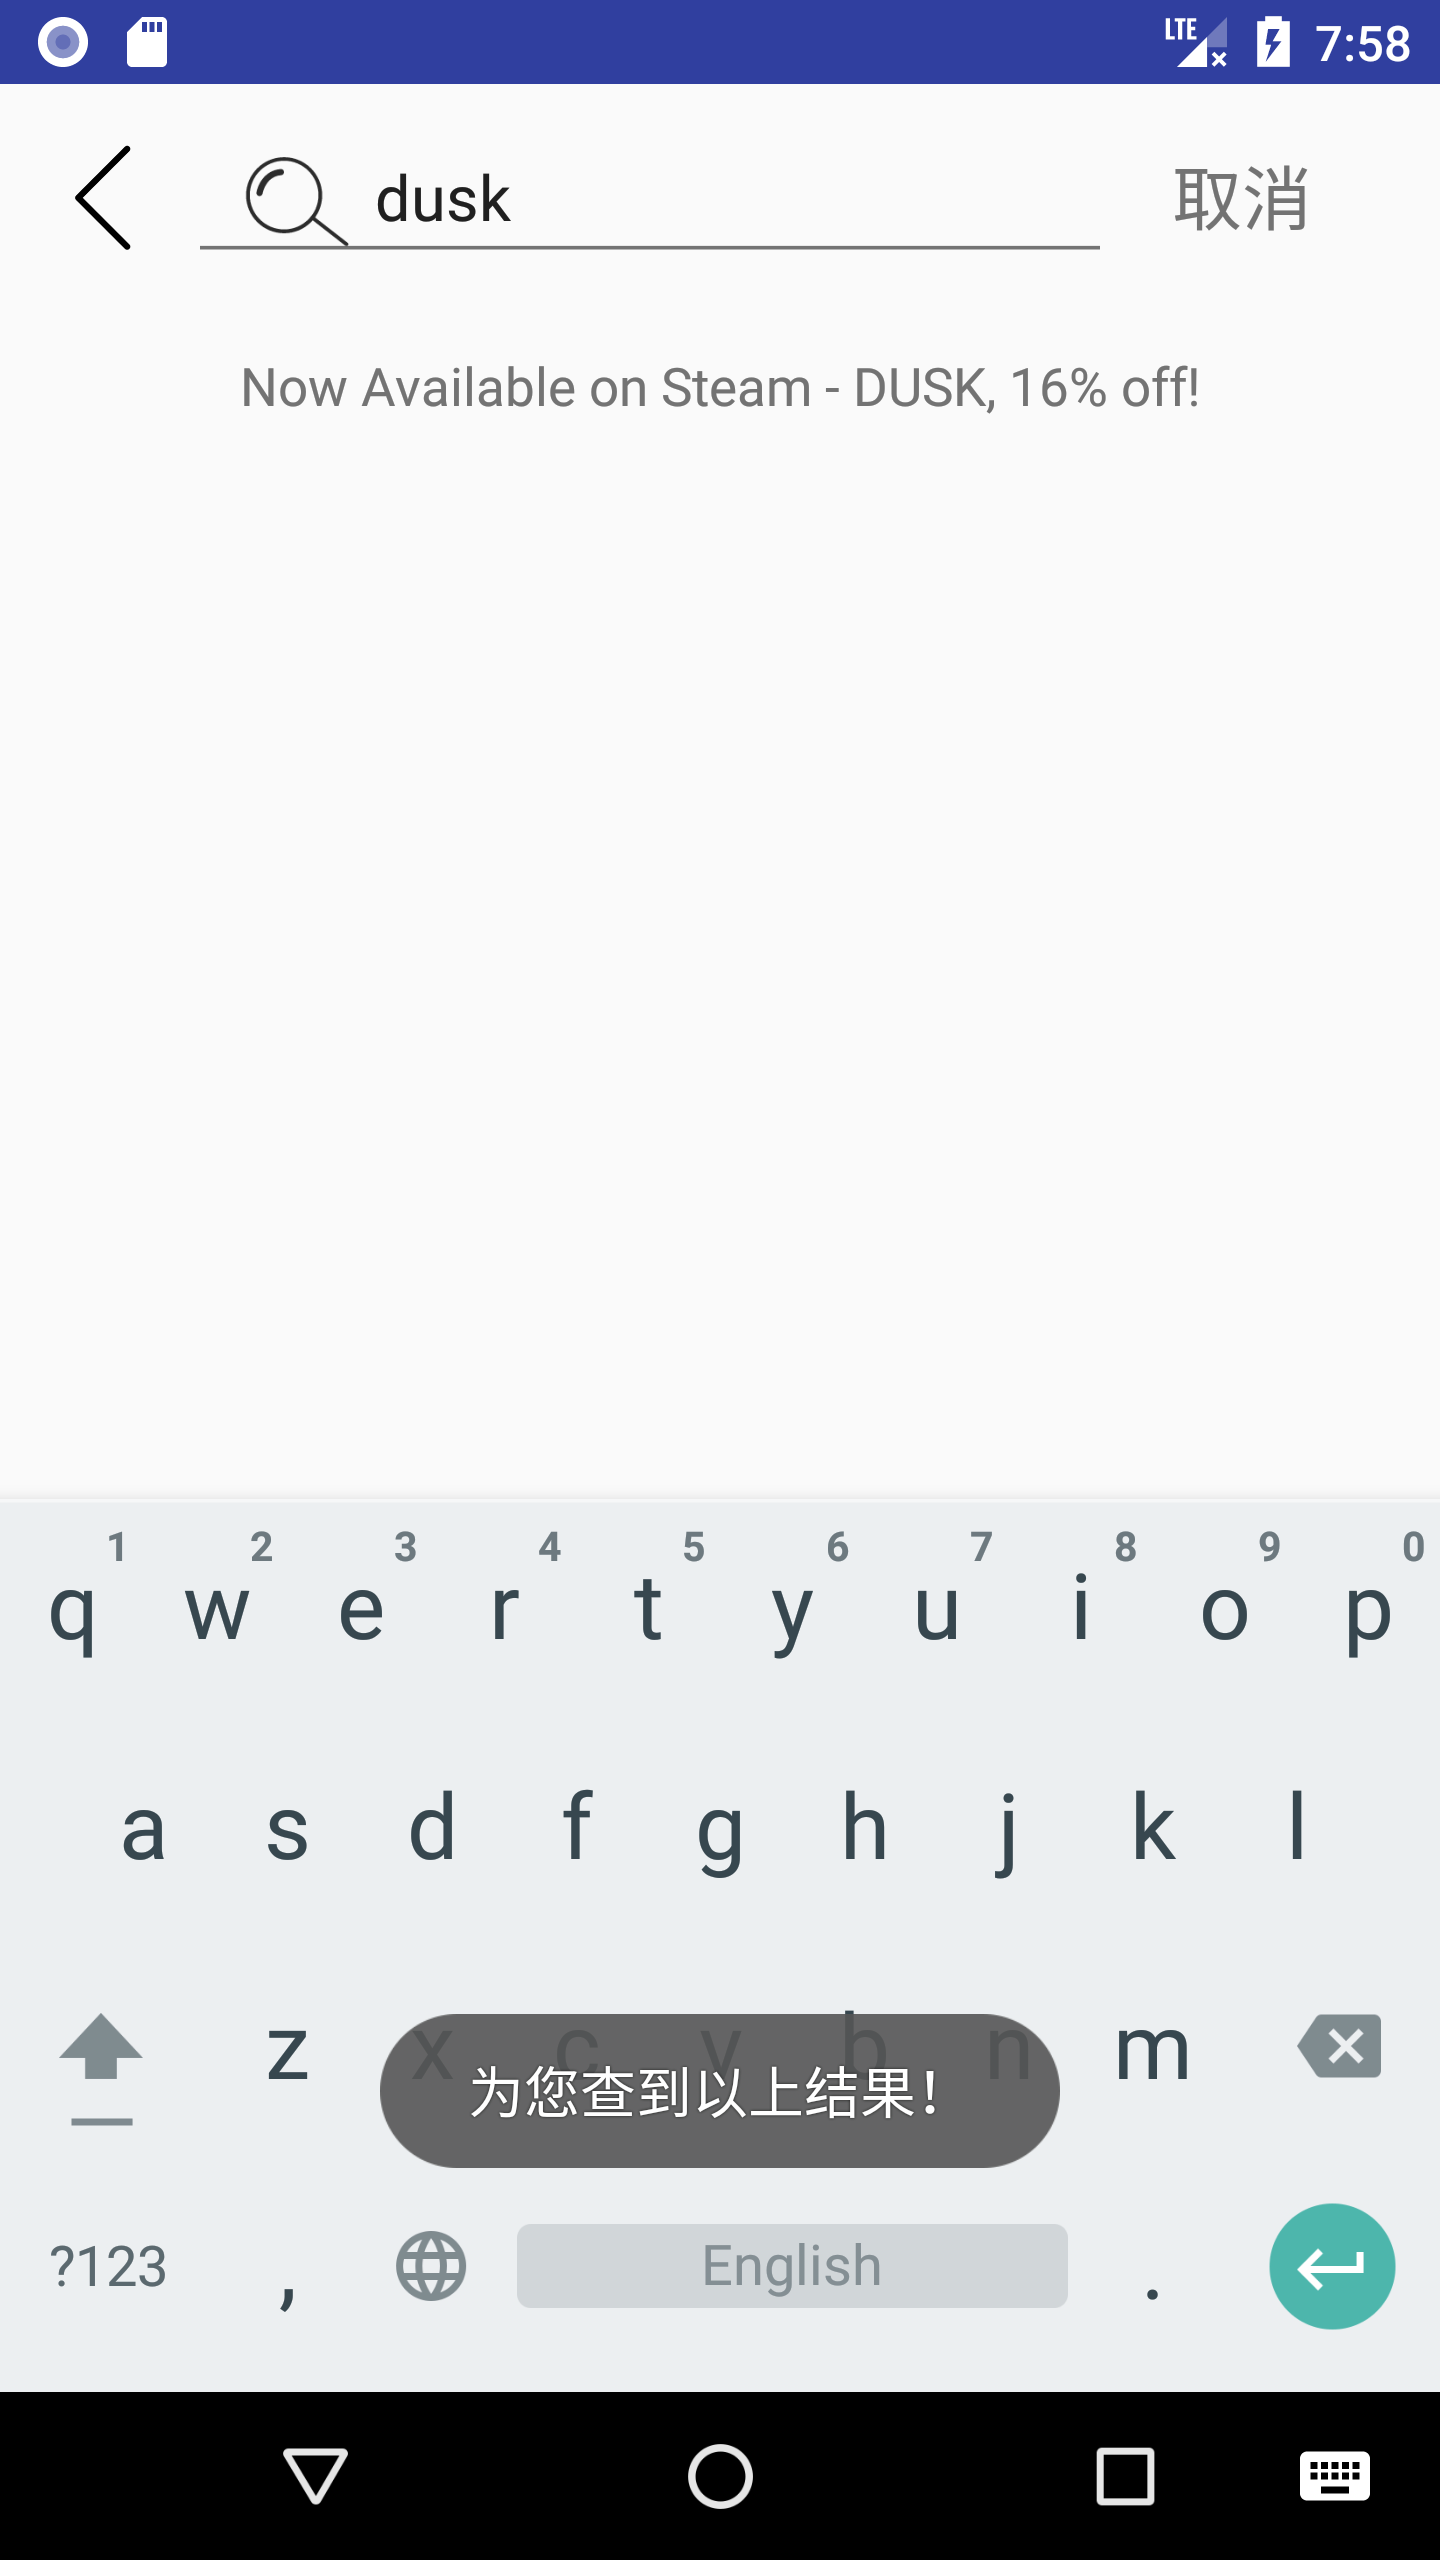 LTE 7:58
dusk 取消
Now Available on Steam - DUSK, 16% off!
1 2 3 4 5 6 7 8 9 0
q w e r t y u i o p
a s d f g h j k l
z x c v b n m
为您查到以上结果!
?123 , English .